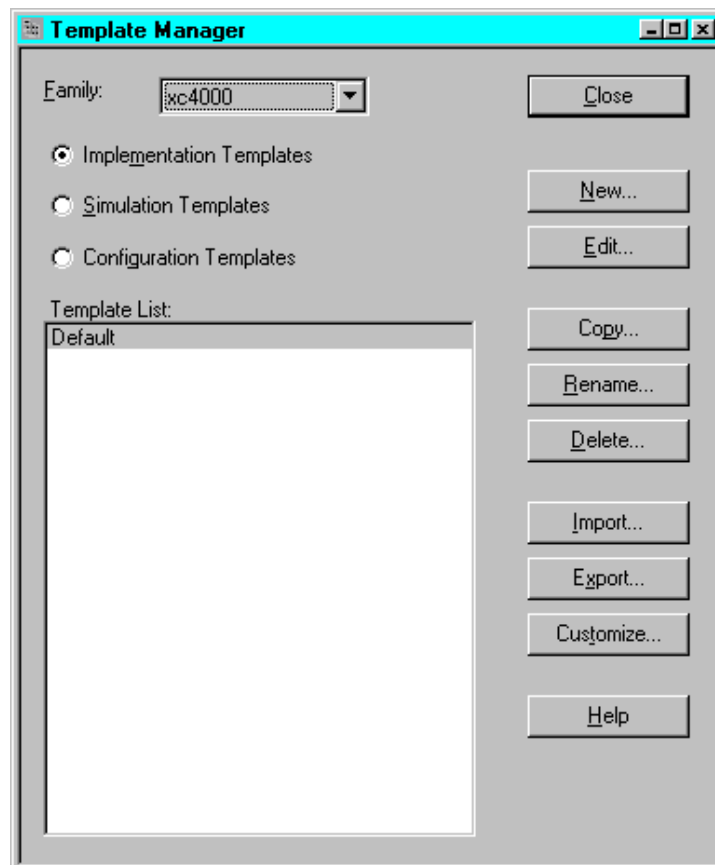 Template Manager
Family: xc4000 Close
Implementation Templates
Simulation Templates New...
Configuration Templates Edit...
Template List:
Default Copy...
Rename...
Delete...
Import...
Export...
Customize...
Help